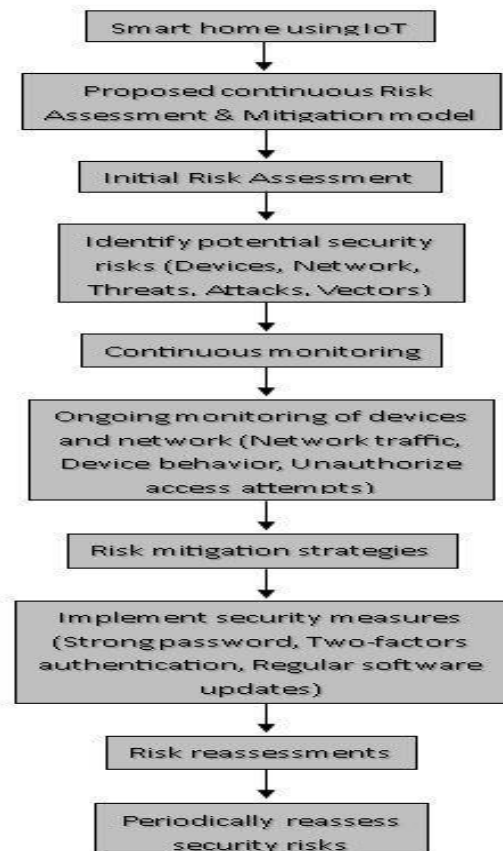 Smart home using IoT
Proposed continuous Risk
Assessment & Mitigation model
Initial Risk Assessment
Identify potential security
risks (Devices, Network,
Threats, Attacks, Vectors)
Continuous monitoring
Ongoing monitoring of devices
and network (Network traffic,
Device behavior, Unauthorize
access attempts)
Risk mitigation strategies
Implement security measures
(Strong password, Two-factors
authentication, Regular software
updates)
Risk reassessments
Periodically reassess
security risks